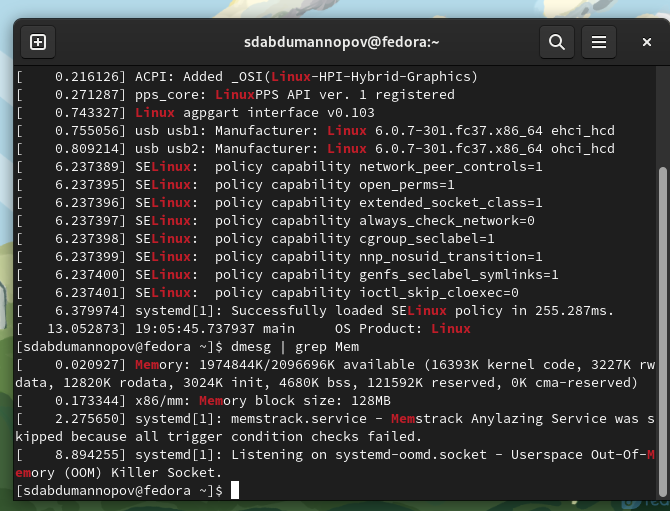 sdabdumannopov@fedora:~
[    0.216126] ACPI: Added _OSI(Linux-HPI-Hybrid-Graphics)
[    0.271287] pps_core: LinuxPPS API ver. 1 registered
[    0.743327] Linux agpgart interface v0.103
[    0.755056] usb usb1: Manufacturer: Linux 6.0.7-301.fc37.x86_64 ehci_hcd
[    0.809214] usb usb2: Manufacturer: Linux 6.0.7-301.fc37.x86_64 ohci_hcd
[    6.237389] SELinux:  policy capability network_peer_controls=1
[    6.237395] SELinux:  policy capability open_perms=1
[    6.237396] SELinux:  policy capability extended_socket_class=1
[    6.237397] SELinux:  policy capability always_check_network=0
[    6.237398] SELinux:  policy capability cgroup_seclabel=1
[    6.237399] SELinux:  policy capability nnp_nosuid_transition=1
[    6.237400] SELinux:  policy capability genfs_seclabel_symlinks=1
[    6.237401] SELinux:  policy capability ioctl_skip_cloexec=0
[    6.379974] systemd[1]: Successfully loaded SELinux policy in 255.287ms.
[   13.052873] 19:05:45.737937 main     OS Product: Linux
[sdabdumannopov@fedora ~]$ dmesg | grep Mem
[    0.020927] Memory: 1974844K/2096696K available (16393K kernel code, 3227K rw
data, 12820K rodata, 3024K init, 4680K bss, 121592K reserved, 0K cma-reserved)
[    0.173344] x86/mm: Memory block size: 128MB
[    2.275650] systemd[1]: memstrack.service - Memstrack Anylazing Service was s
kipped because all trigger condition checks failed.
[    8.894255] systemd[1]: Listening on systemd-oomd.socket - Userspace Out-Of-M
emory (OOM) Killer Socket.
[sdabdumannopov@fedora ~]$